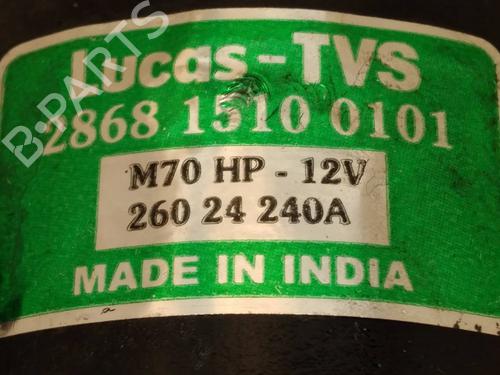 B-PARTS
Lucas-TVS
2868 1510 0101
M70 HP - 12V
260 24 240A
MADE IN INDIA